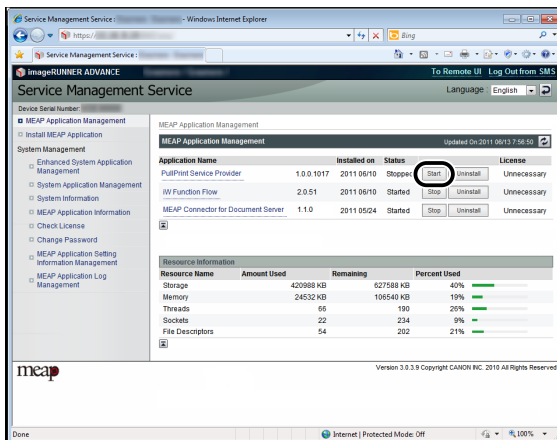 Service Management Service : - Windows Internet Explorer
https://
Bing
Service Management Service :
imageRUNNER ADVANCE To Remote UI Log Out from SMS
Service Management Service Language : English
Device Serial Number:
MEAP Application Management
Install MEAP Application
System Management
Enhanced System Application
Management
System Application Management
System Information
MEAP Application Information
Check License
Change Password
MEAP Application Setting
Information Management
MEAP Application Log
Management
MEAP Application Management
MEAP Application Management Updated On:2011 06/13 7:56:50
Application Name Installed on Status License
PullPrint Service Provider 1.0.0.1017 2011 06/10 Stopped Start Uninstall Unnecessary
iW Function Flow 2.0.51 2011 06/10 Started Stop Uninstall Unnecessary
MEAP Connector for Document Server 1.1.0 2011 05/24 Started Stop Uninstall Unnecessary
Resource Information
Resource Name Amount Used Remaining Percent Used
Storage 420988 KB 627588 KB 40%
Memory 24532 KB 106540 KB 19%
Threads 66 190 26%
Sockets 22 234 9%
File Descriptors 54 202 21%
meap
Version 3.0.3.9 Copyright CANON INC. 2010 All Rights Reserved
Done Internet | Protected Mode: Off 100%